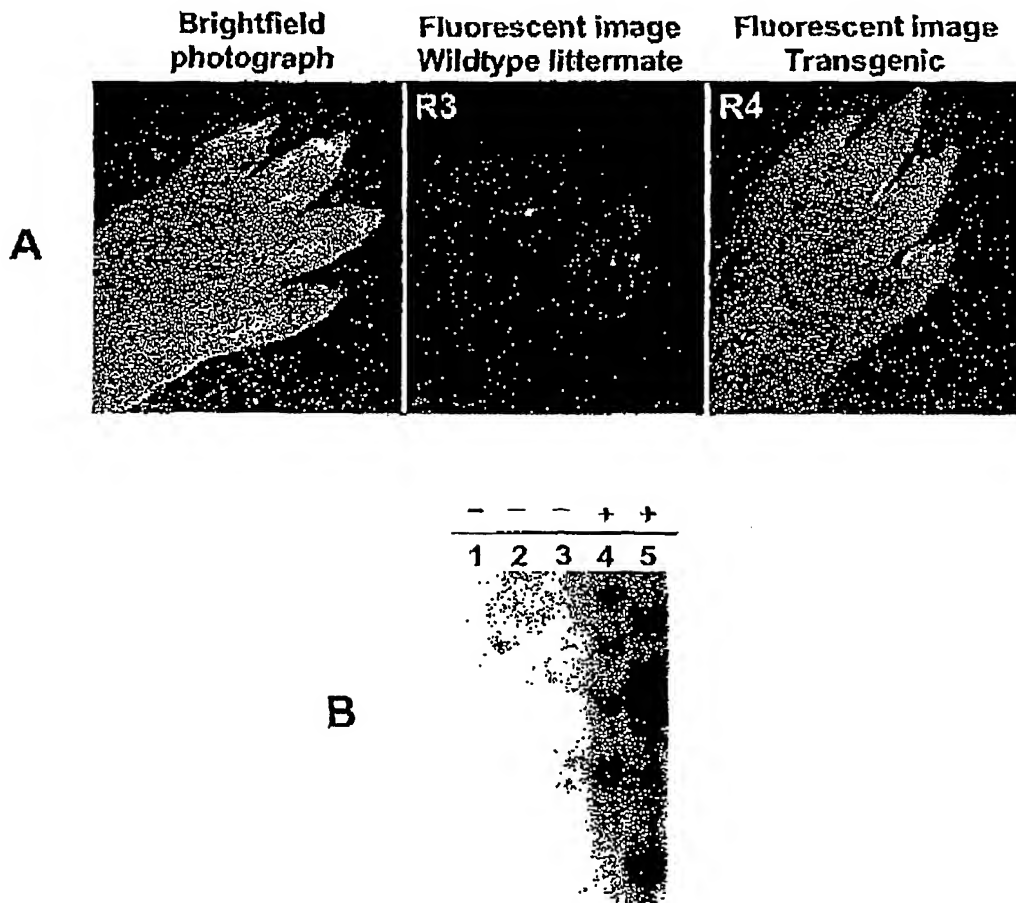 Brightfield photograph
Fluorescent image Wildtype littermate
Fluorescent image Transgenic
R3
R4
A
- - - + +
1 2 3 4 5
B